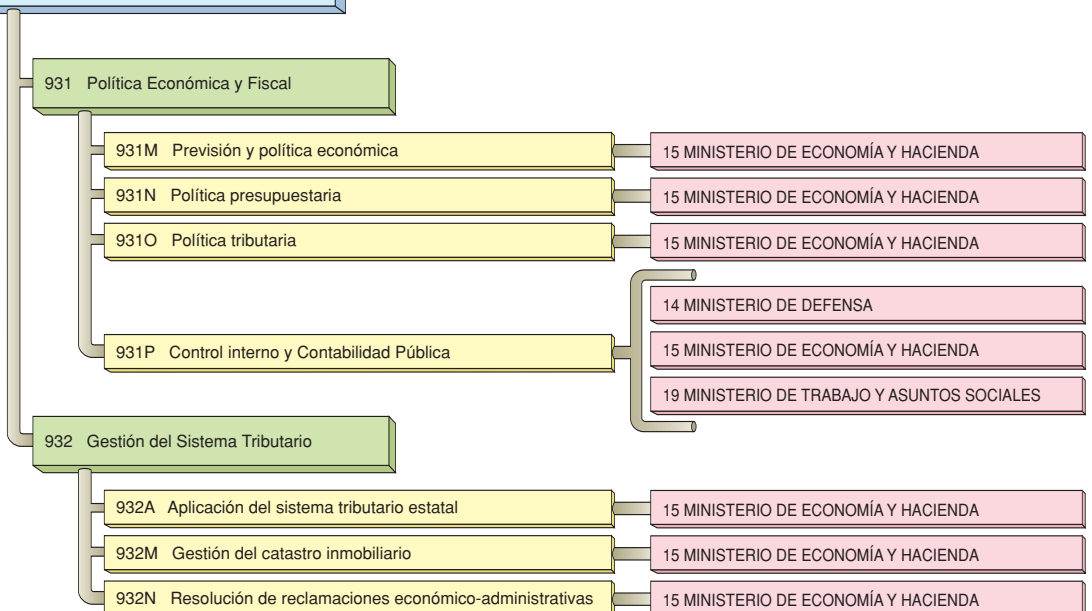 931 Política Económica y Fiscal
931M Previsión y política económica
15 MINISTERIO DE ECONOMÍA Y HACIENDA
931N Política presupuestaria
15 MINISTERIO DE ECONOMÍA Y HACIENDA
931O Política tributaria
15 MINISTERIO DE ECONOMÍA Y HACIENDA
931P Control interno y Contabilidad Pública
14 MINISTERIO DE DEFENSA
15 MINISTERIO DE ECONOMÍA Y HACIENDA
19 MINISTERIO DE TRABAJO Y ASUNTOS SOCIALES
932 Gestión del Sistema Tributario
932A Aplicación del sistema tributario estatal
15 MINISTERIO DE ECONOMÍA Y HACIENDA
932M Gestión del catastro inmobiliario
15 MINISTERIO DE ECONOMÍA Y HACIENDA
932N Resolución de reclamaciones económico-administrativas
15 MINISTERIO DE ECONOMÍA Y HACIENDA